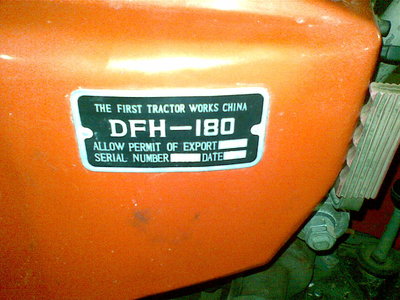 THE FIRST TRACTOR WORKS CHINA
DFH-180
ALLOW PERMIT OF EXPORT
SERIAL NUMBER DATE